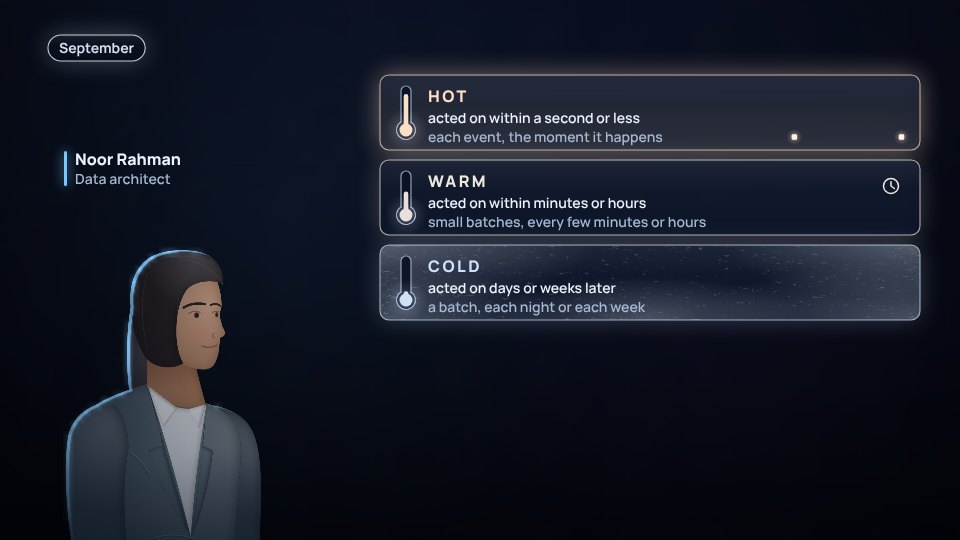 September
Noor Rahman
Data architect
HOT
acted on within a second or less
each event, the moment it happens
WARM
acted on within minutes or hours
small batches, every few minutes or hours
COLD
acted on days or weeks later
a batch, each night or each week